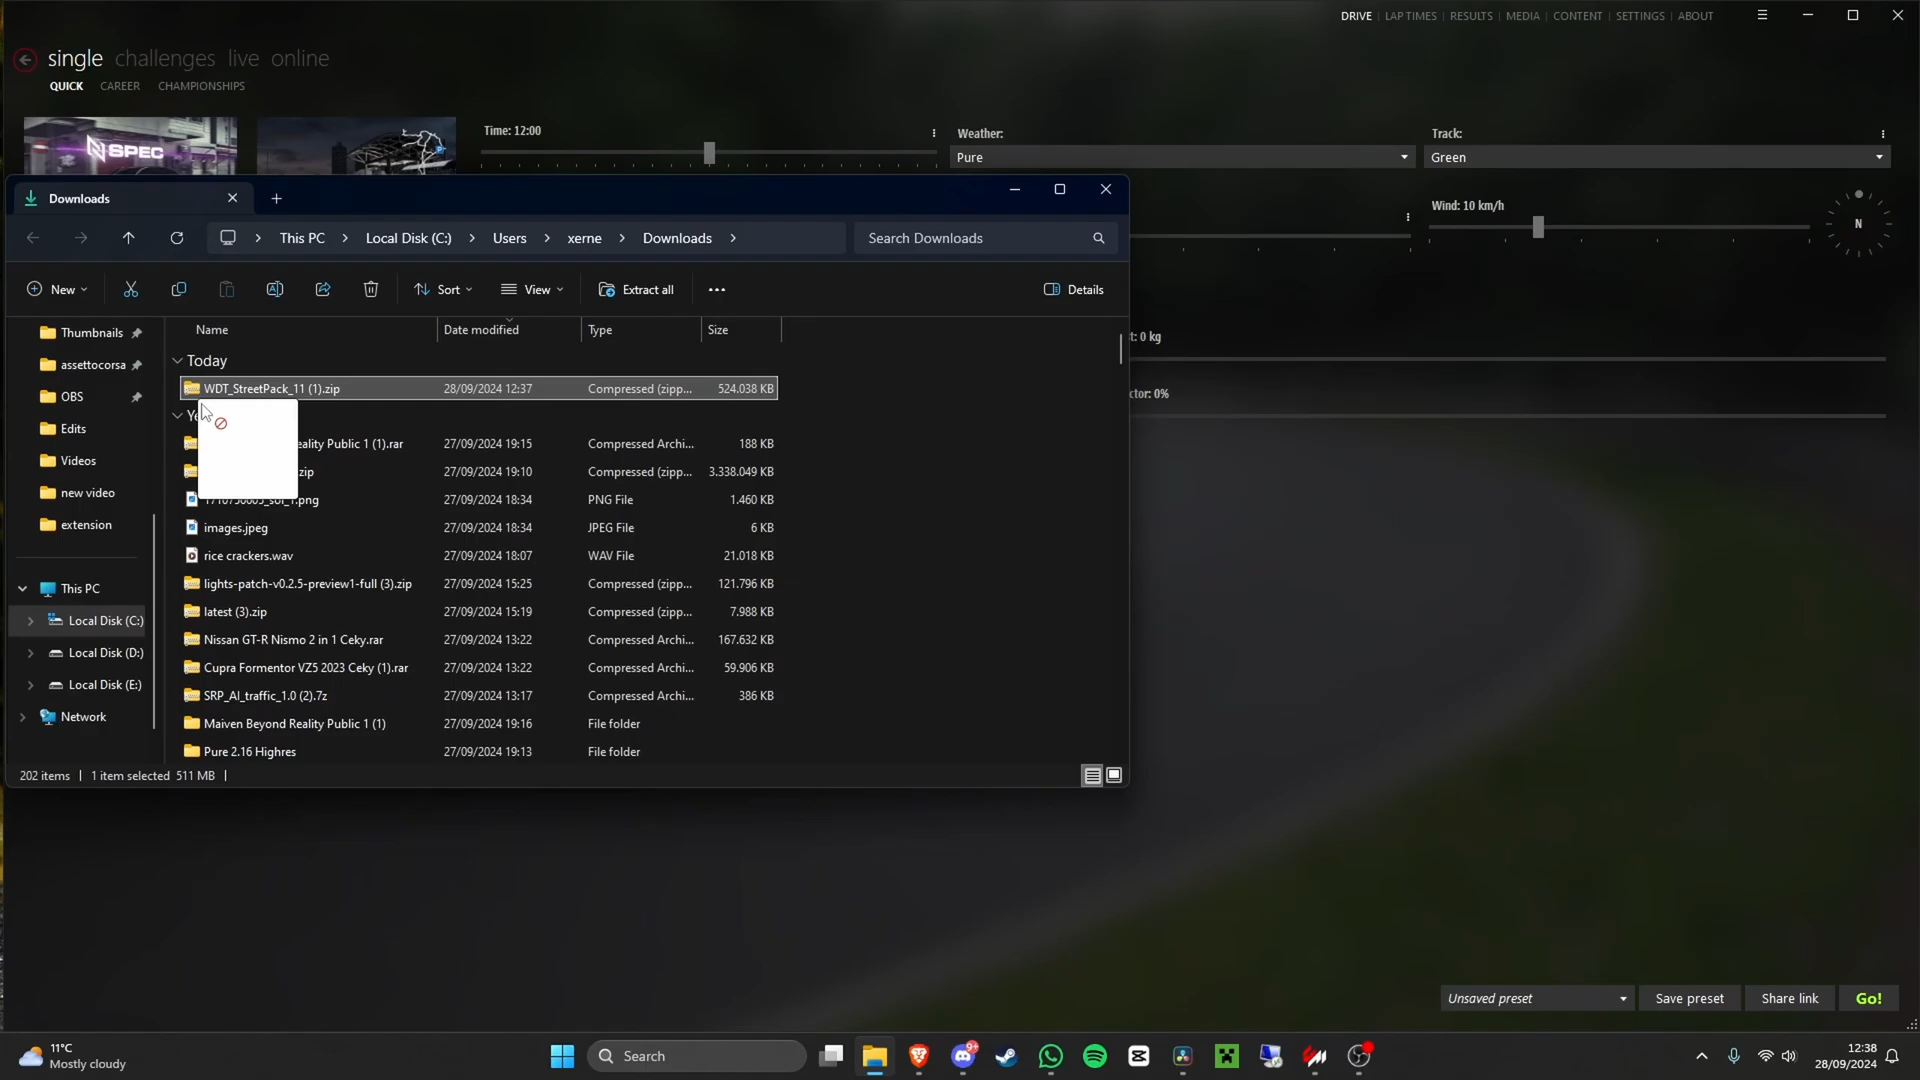 DRIVE | LAP TIMES | RESULTS | MEDIA | CONTENT | SETTINGS | ABOUT
single challenges live online
QUICK CAREER CHAMPIONSHIPS
SPEC
Time: 12:00
Weather:
Pure
Track:
Green
Wind: 10 km/h
N
Downloads
This PC > Local Disk (C:) > Users > xerne > Downloads >
Search Downloads
New
Sort
View
Extract all
Details
Name Date modified Type Size
Thumbnails
assettocorsa
OBS
Edits
Videos
new video
extension
This PC
Local Disk (C:)
Local Disk (D:)
Local Disk (E:)
Network
Today
WDT_StreetPack_11 (1).zip 28/09/2024 12:37 Compressed (zipp... 524.038 KB
eality Public 1 (1).rar 27/09/2024 19:15 Compressed Archi... 188 KB
zip 27/09/2024 19:10 Compressed (zipp... 3.338.049 KB
.png 27/09/2024 18:34 PNG File 1.460 KB
images.jpeg 27/09/2024 18:34 JPEG File 6 KB
rice crackers.wav 27/09/2024 18:07 WAV File 21.018 KB
lights-patch-v0.2.5-preview1-full (3).zip 27/09/2024 15:25 Compressed (zipp... 121.796 KB
latest (3).zip 27/09/2024 15:19 Compressed (zipp... 7.988 KB
Nissan GT-R Nismo 2 in 1 Ceky.rar 27/09/2024 13:22 Compressed Archi... 167.632 KB
Cupra Formentor VZ5 2023 Ceky (1).rar 27/09/2024 13:22 Compressed Archi... 59.906 KB
SRP_AI_traffic_1.0 (2).7z 27/09/2024 13:17 Compressed Archi... 386 KB
Maiven Beyond Reality Public 1 (1) 27/09/2024 19:16 File folder
Pure 2.16 Highres 27/09/2024 19:13 File folder
202 items | 1 item selected 511 MB |
t: 0 kg
ctor: 0%
Unsaved preset
Save preset
Share link
Go!
11°C
Mostly cloudy
Search
9+
12:38
28/09/2024